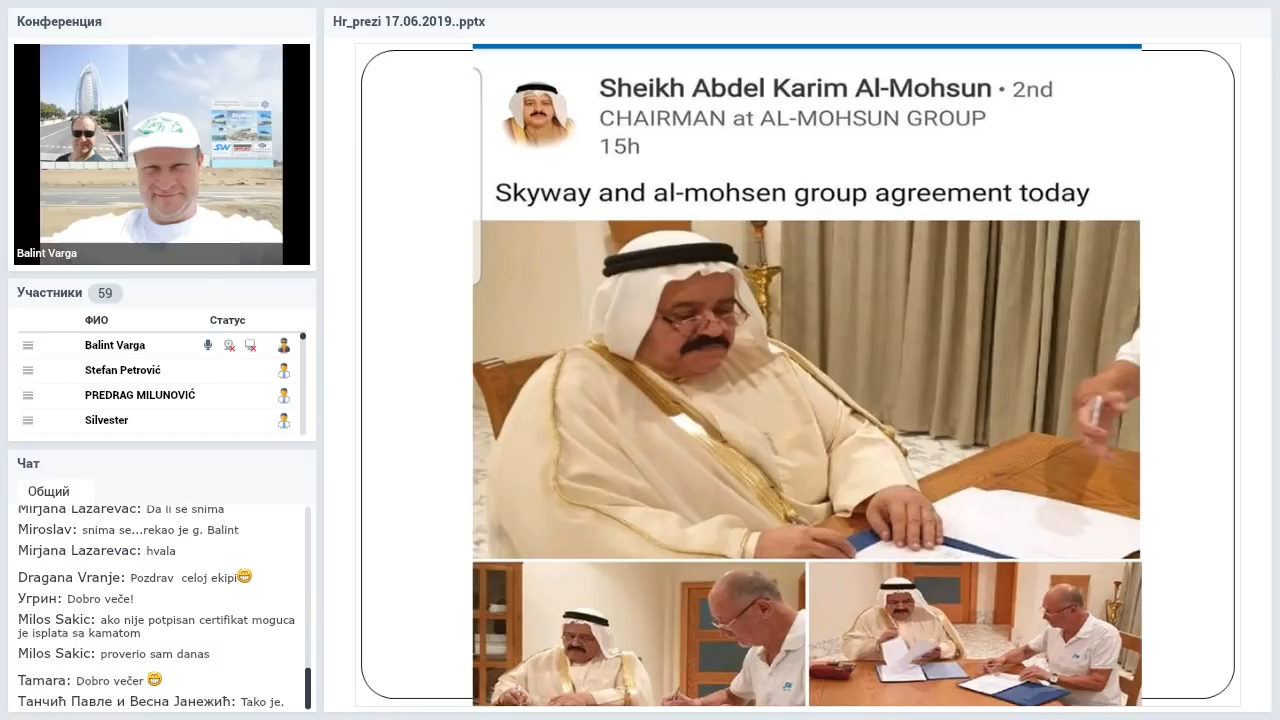 Конференция
SW
Balint Varga
Участники 59
ФИО Статус
Balint Varga
Stefan Petrović
PREDRAG MILUNOVIĆ
Silvester
Чат
Общий
Mirjana Lazarevac: Da li se snima
Miroslav: snima se...rekao je g. Balint
Mirjana Lazarevac: hvala
Dragana Vranje: Pozdrav celoj ekipi
Угрин: Dobro veče!
Milos Sakic: ako nije potpisan certifikat moguca
je isplata sa kamatom
Milos Sakic: proverio sam danas
Tamara: Dobro večer
Танчић Павле и Весна Јанежић: Tako je.
Hr_prezi 17.06.2019..pptx
Sheikh Abdel Karim Al-Mohsun • 2nd
CHAIRMAN at AL-MOHSUN GROUP
15h
Skyway and al-mohsen group agreement today